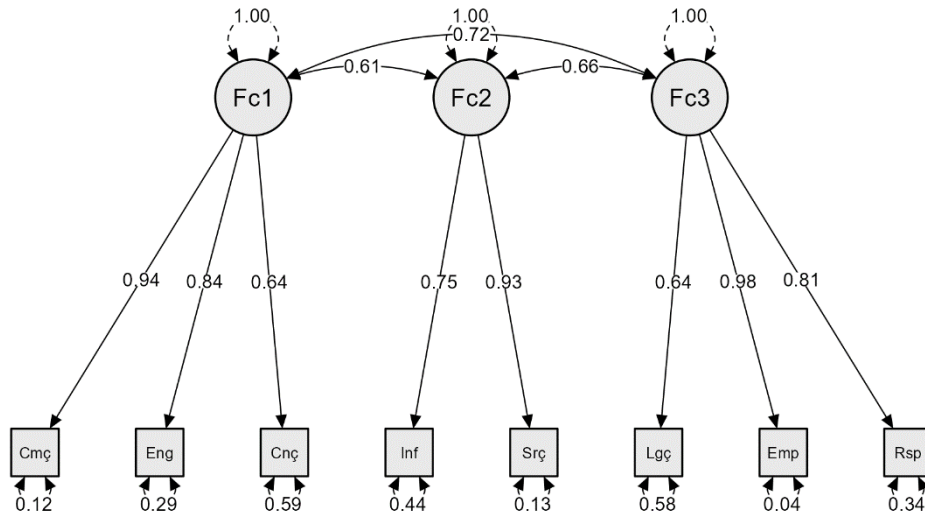 1.00 1.00 1.00
0.72
0.61 0.66
Fc1 Fc2 Fc3
0.94 0.84 0.64 0.75 0.93 0.64 0.98 0.81
Cmç Eng Cnç Inf Srç Lgç Emp Rsp
0.12 0.29 0.59 0.44 0.13 0.58 0.04 0.34